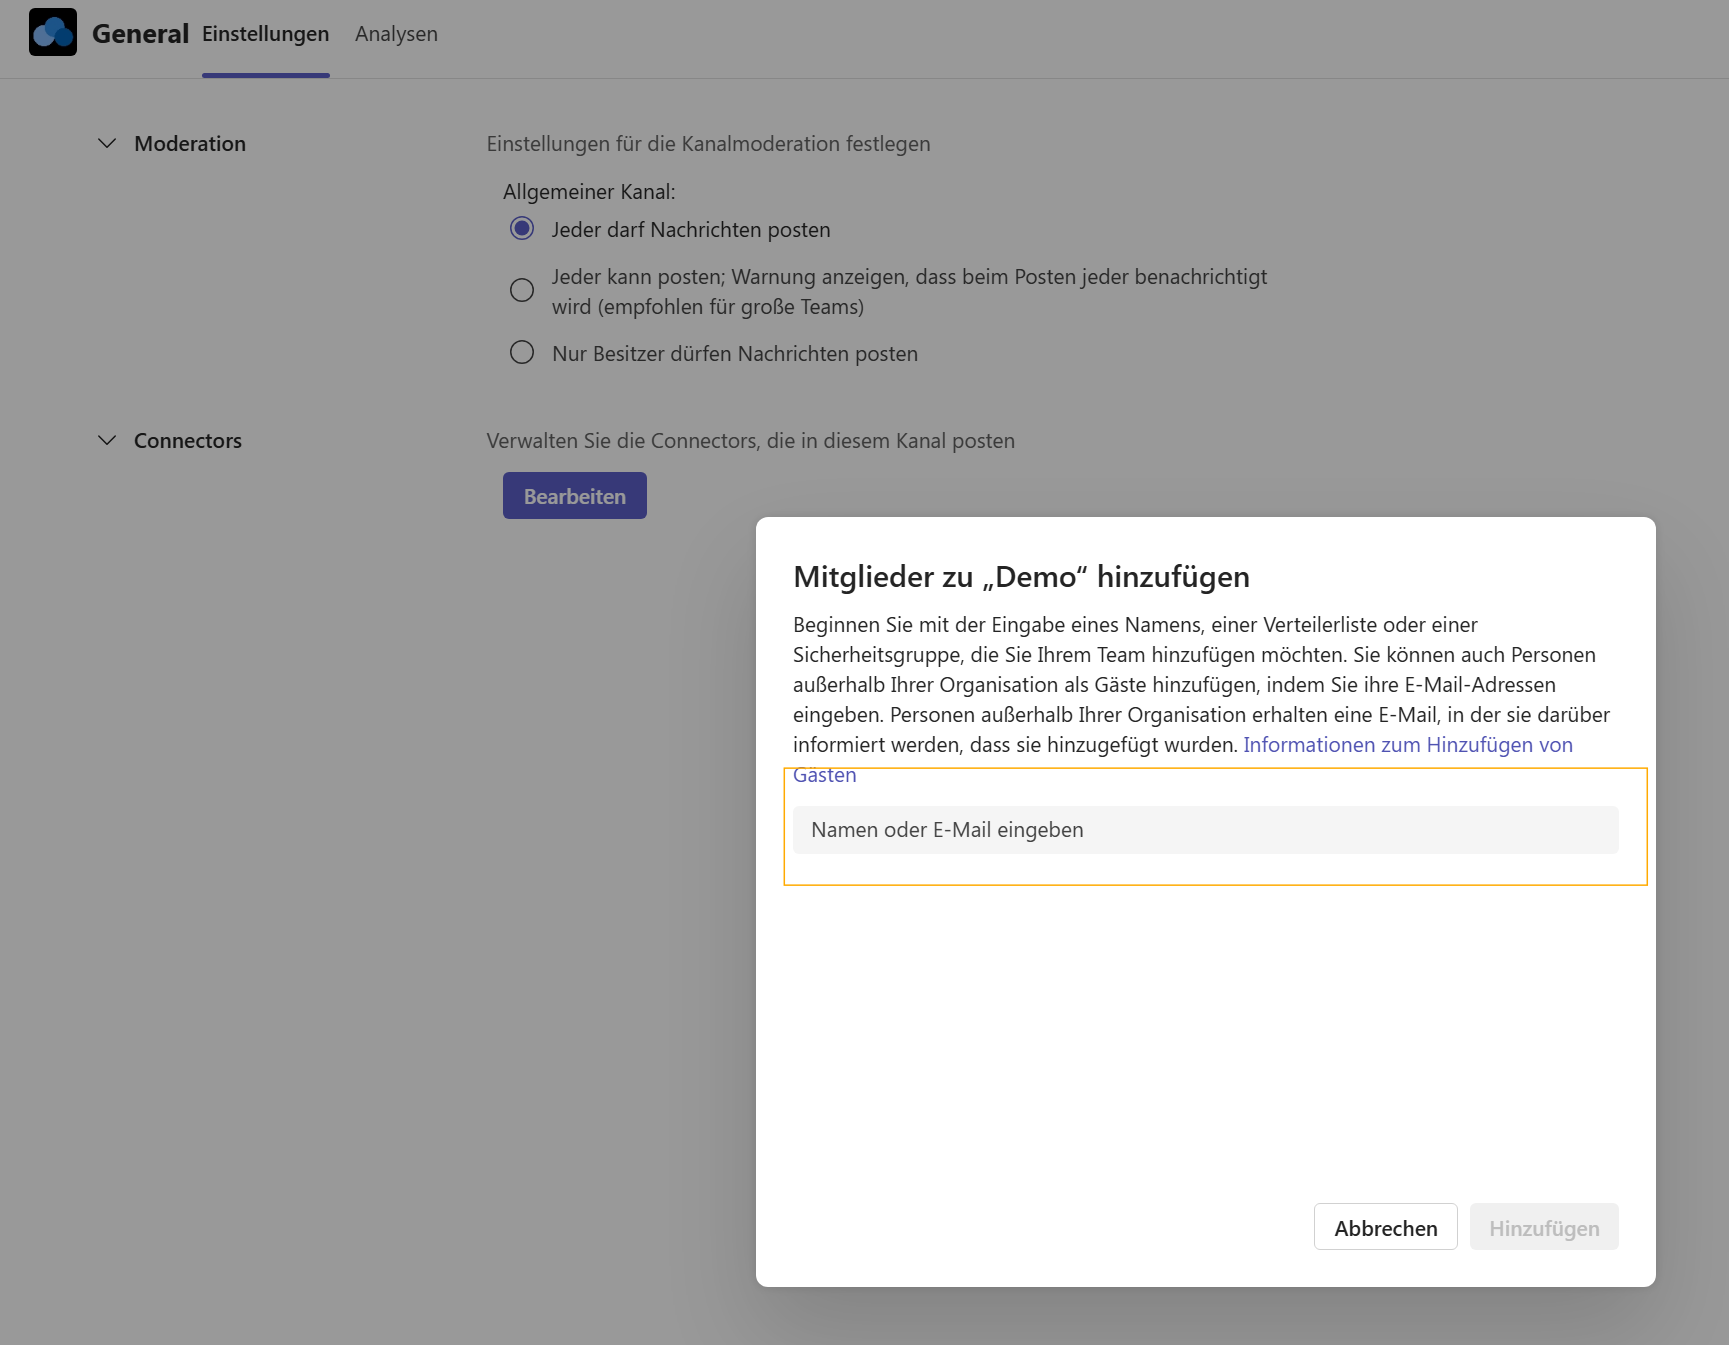 General Einstellungen Analysen
Moderation Einstellungen für die Kanalmoderation festlegen
Allgemeiner Kanal:
Jeder darf Nachrichten posten
Jeder kann posten; Warnung anzeigen, dass beim Posten jeder benachrichtigt
wird (empfohlen für große Teams)
Nur Besitzer dürfen Nachrichten posten
Connectors Verwalten Sie die Connectors, die in diesem Kanal posten
Bearbeiten
Mitglieder zu „Demo“ hinzufügen
Beginnen Sie mit der Eingabe eines Namens, einer Verteilerliste oder einer
Sicherheitsgruppe, die Sie Ihrem Team hinzufügen möchten. Sie können auch Personen
außerhalb Ihrer Organisation als Gäste hinzufügen, indem Sie ihre E-Mail-Adressen
eingeben. Personen außerhalb Ihrer Organisation erhalten eine E-Mail, in der sie darüber
informiert werden, dass sie hinzugefügt wurden. Informationen zum Hinzufügen von
Gästen
Namen oder E-Mail eingeben
Abbrechen Hinzufügen